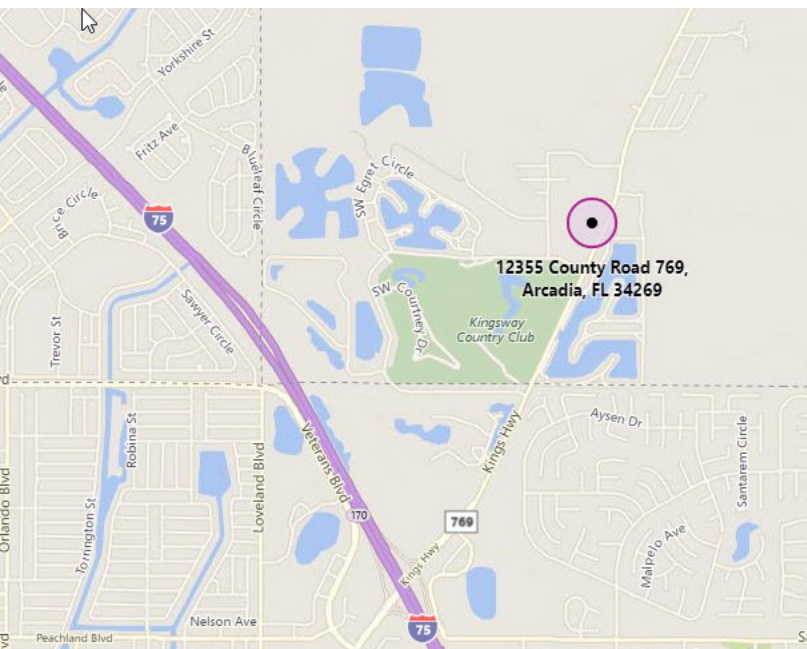 Yorkshire St
Fritz Ave
Blueleaf Circle
SW Egret Circle
75
12355 County Road 769,
Arcadia, FL 34269
SW Courtney Dr
Kingsway
Country Club
Sawyer Circle
Trevor St
Aysen Dr
Robina St
Veterans Blvd
Kings Hwy
Santarem Circle
Loveland Blvd
Orlando Blvd
Torrington St
170
769
Malpelo Ave
Kings Hwy
Nelson Ave
75
Peachland Blvd